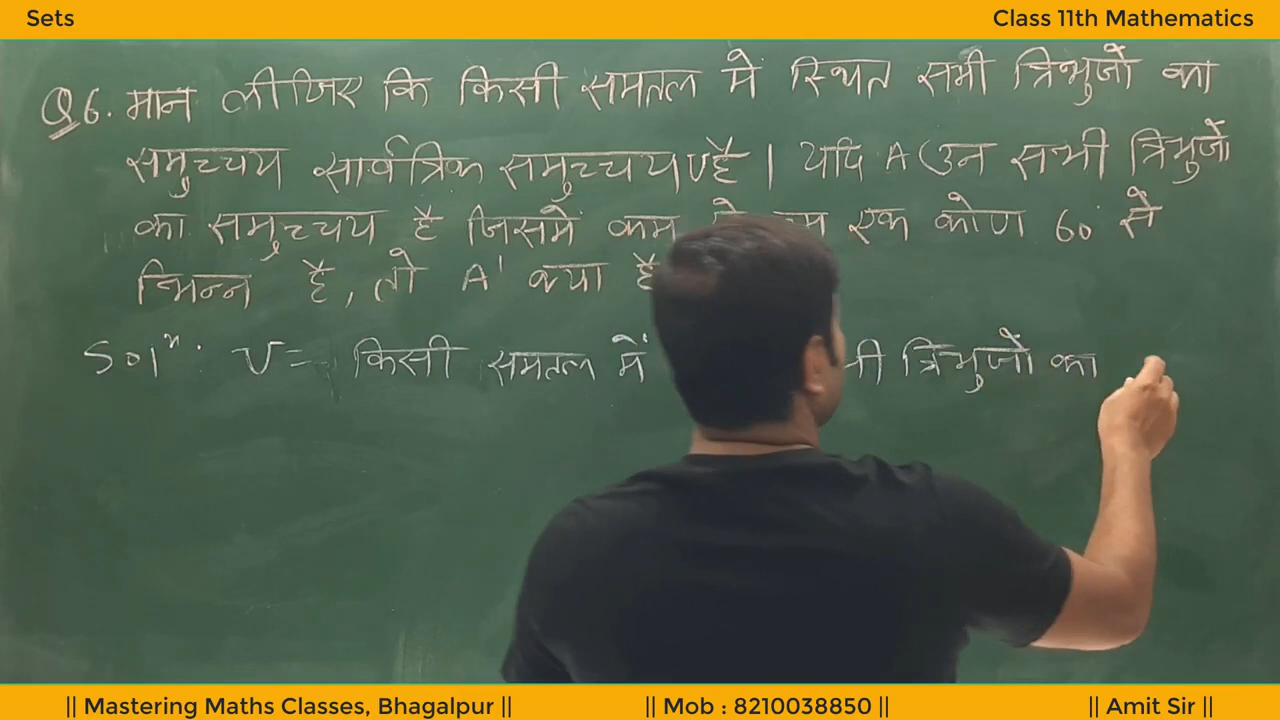 Sets
Class 11th Mathematics
Q6. मान लीजिए कि किसी समतल मे स्थित सभी त्रिभुजो का
समुच्चय सार्वत्रिक समुच्चय U है। यदि A उन सभी त्रिभुजो
का समुच्चय है जिसमे कम एक कोण 60° से
भिन्न है, तो A' क्या है
Solⁿ. U = किसी समतल में त्रिभुजो का
|| Mastering Maths Classes, Bhagalpur ||
|| Mob : 8210038850 ||
|| Amit Sir ||